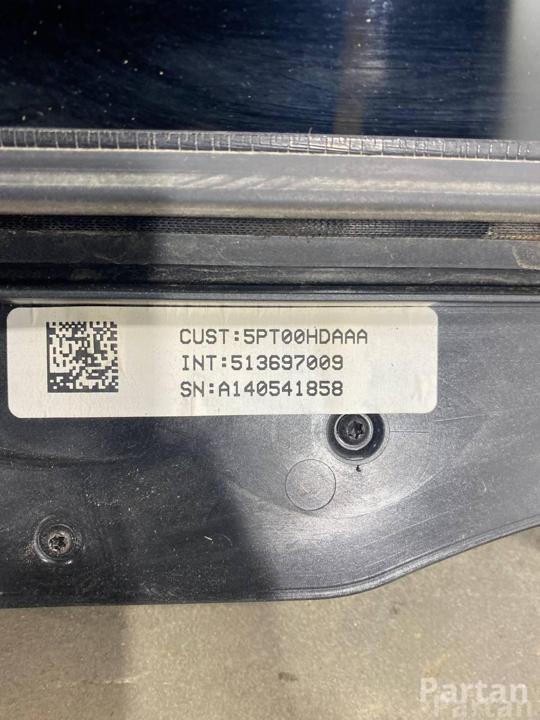 CUST:5PT00HDAAA
INT:513697009
SN:A140541858
Partan